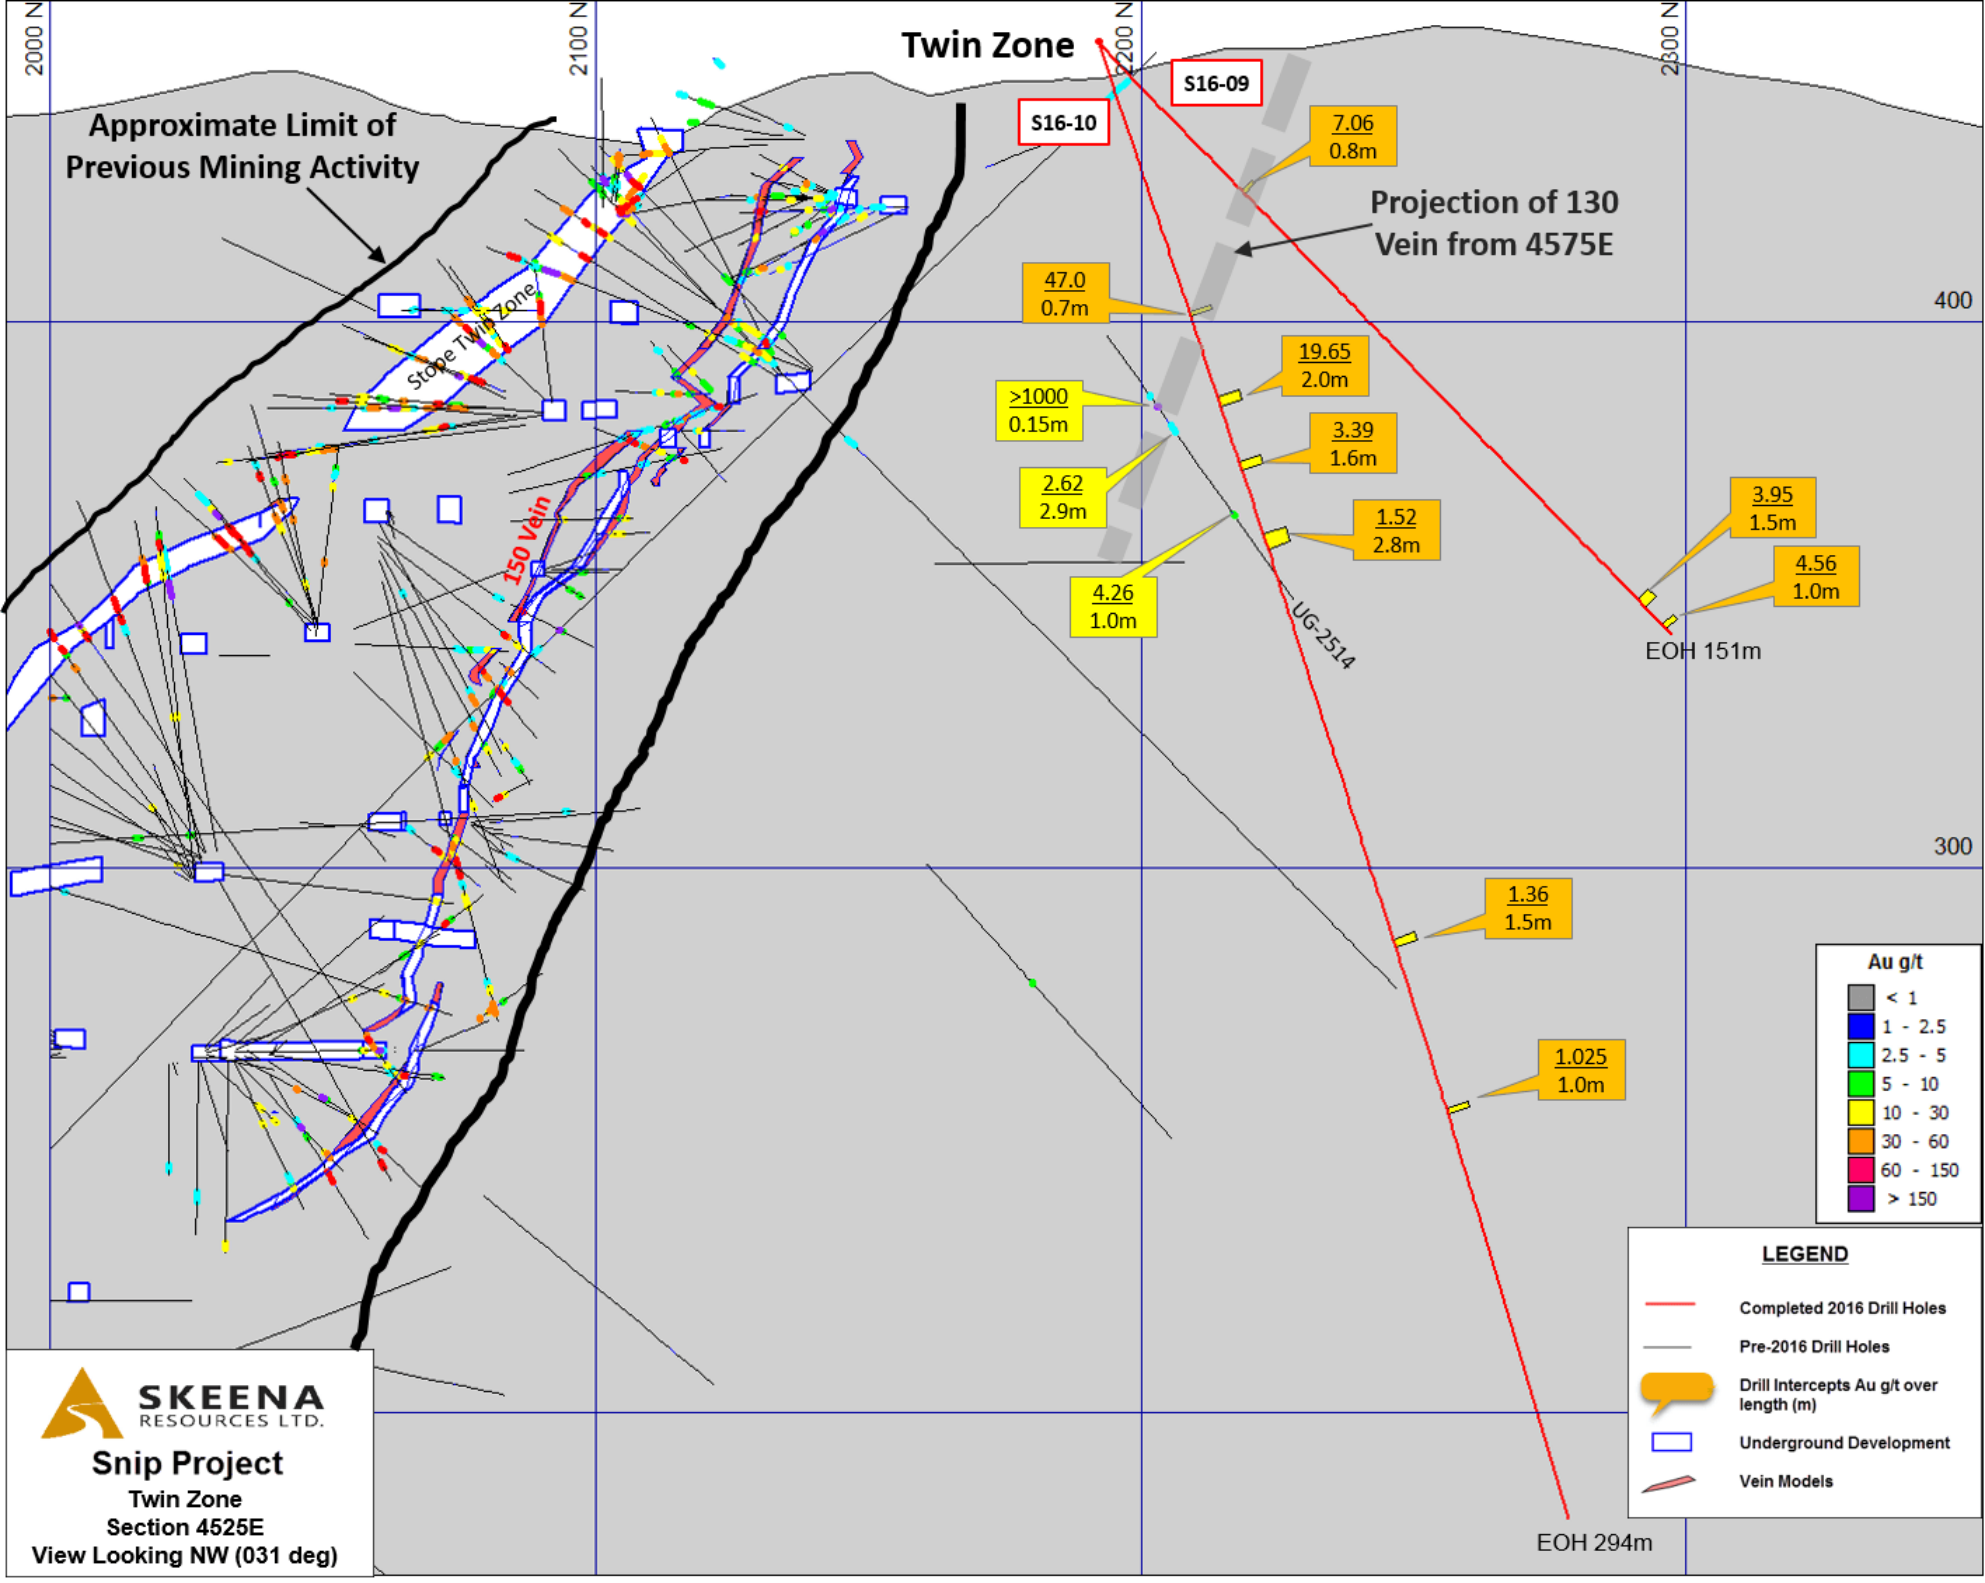 2000 N
2100 N
2200 N
2300 N
Twin Zone
S16-09
S16-10
Approximate Limit of
Previous Mining Activity
7.06
0.8m
Projection of 130
Vein from 4575E
47.0
0.7m
400
Stope Twin Zone
19.65
2.0m
>1000
0.15m
3.39
1.6m
2.62
2.9m
3.95
1.5m
1.52
2.8m
150 Vein
4.56
1.0m
4.26
1.0m
UG-2514
EOH 151m
300
1.36
1.5m
1.025
1.0m
Au g/t
< 1
1 - 2.5
2.5 - 5
5 - 10
10 - 30
30 - 60
60 - 150
> 150
LEGEND
Completed 2016 Drill Holes
Pre-2016 Drill Holes
Drill Intercepts Au g/t over
length (m)
Underground Development
Vein Models
EOH 294m
SKEENA
RESOURCES LTD.
Snip Project
Twin Zone
Section 4525E
View Looking NW (031 deg)